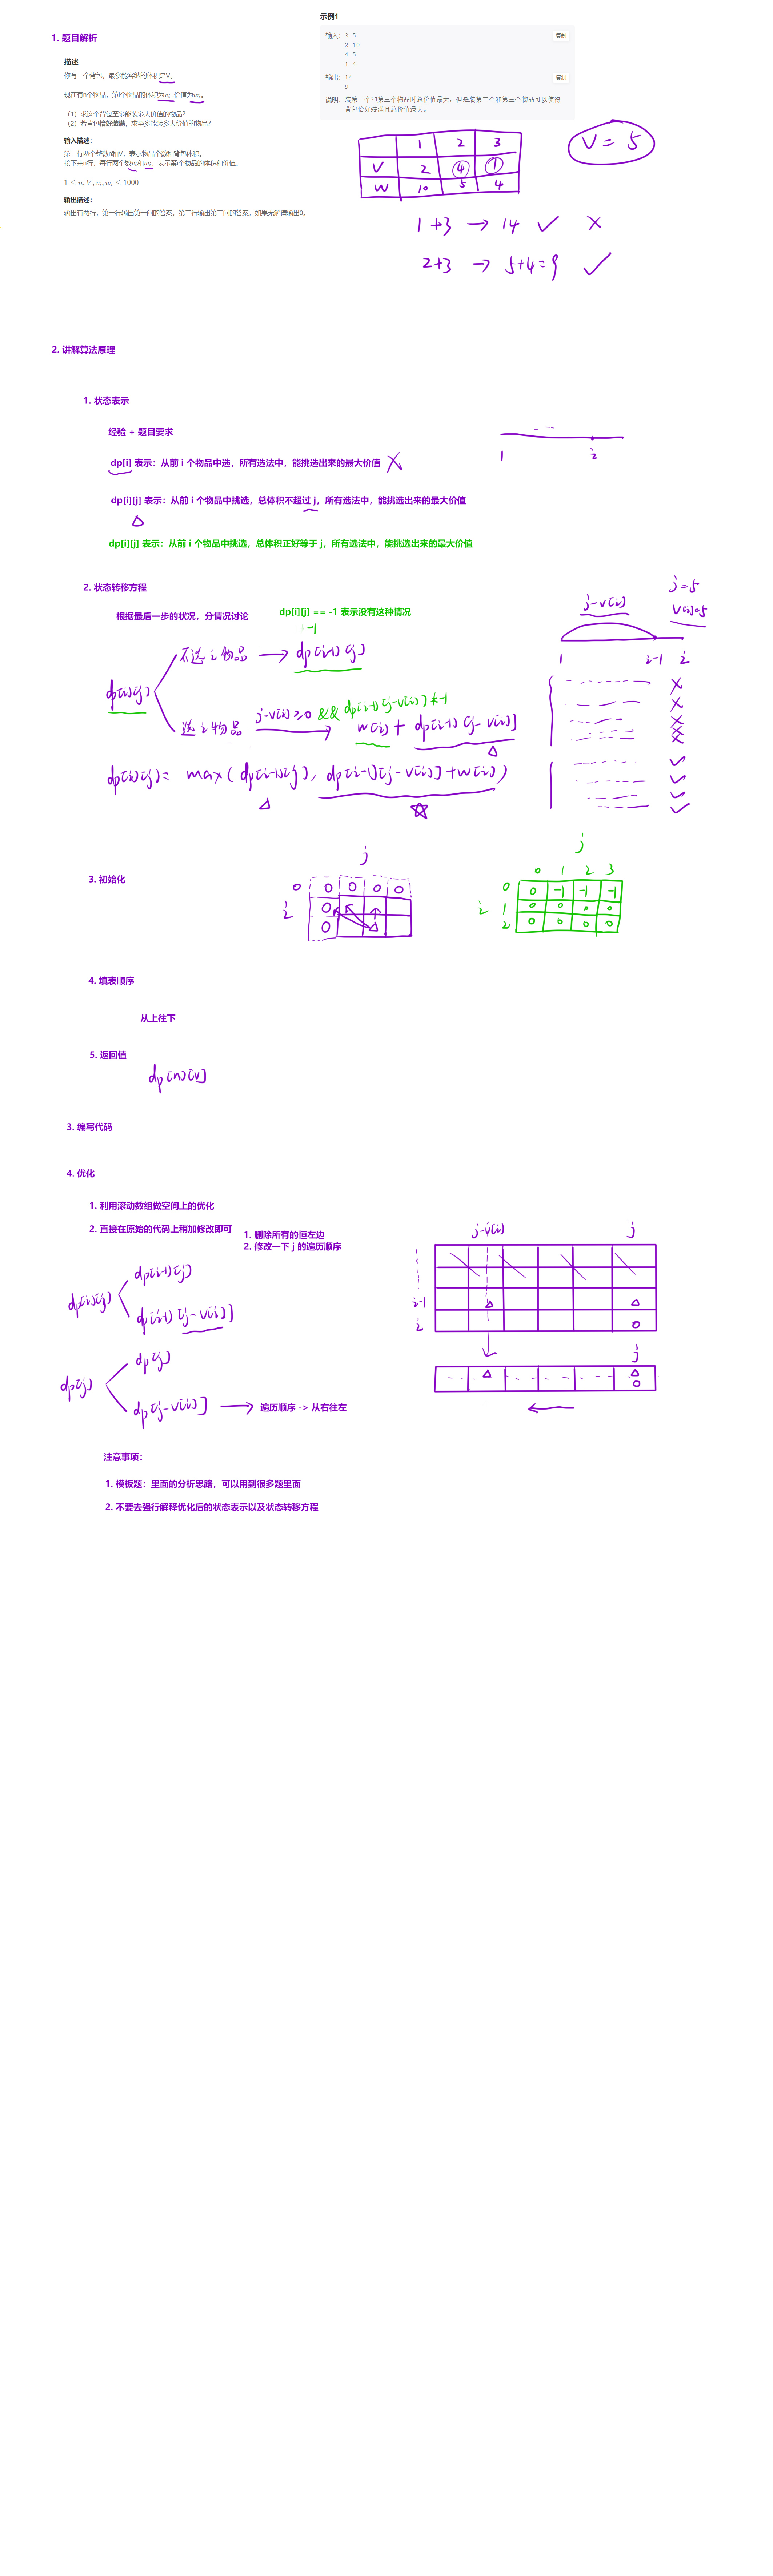 1. 题目解析
描述
你有一个背包，最多能容纳的体积是V。
现在有n个物品，第i个物品的体积为vᵢ ,价值为wᵢ。
（1）求这个背包至多能装多大价值的物品？
（2）若背包恰好装满，求至多能装多大价值的物品？
输入描述：
第一行两个整数n和V，表示物品个数和背包体积。
接下来n行，每行两个数vᵢ和wᵢ，表示第i个物品的体积和价值。
1 ≤ n, V, vᵢ, wᵢ ≤ 1000
输出描述：
输出有两行，第一行输出第一问的答案，第二行输出第二问的答案，如果无解请输出0。
示例1
输入：3 5
2 10
4 5
1 4
复制
输出：14
9
复制
说明：装第一个和第三个物品时总价值最大，但是装第二个和第三个物品可以使得
背包恰好装满且总价值最大。
1 2 3
V 2 4 1
W 10 5 4
V = 5
1+3 → 14 ✓ ×
2+3 → 5+4=9 ✓
2. 讲解算法原理
1. 状态表示
经验 + 题目要求
dp[i] 表示：从前 i 个物品中选，所有选法中，能挑选出来的最大价值 ×
1 i
dp[i][j] 表示：从前 i 个物品中挑选，总体积不超过 j，所有选法中，能挑选出来的最大价值
dp[i][j] 表示：从前 i 个物品中挑选，总体积正好等于 j，所有选法中，能挑选出来的最大价值
2. 状态转移方程
根据最后一步的状况，分情况讨论
dp[i][j] == -1 表示没有这种情况
-1
dp[i][j]
不选 i 物品 → dp[i-1][j]
选 i 物品 j-v[i]≥0 && dp[i-1][j-v[i]] ≠ -1
w[i] + dp[i-1][j-v[i]]
dp[i][j] = max(dp[i-1][j], dp[i-1][j-v[i]]+w[i])
j-v[i]
j=5
1 i-1 i
3. 初始化
j
0 0 0 0 0
i 0
0
j
0 1 2 3
0 0 -1 -1 -1
i 1 0 0 0 0
2 0 0 0 0
4. 填表顺序
从上往下
5. 返回值
dp[n][V]
3. 编写代码
4. 优化
1. 利用滚动数组做空间上的优化
2. 直接在原始的代码上稍加修改即可
1. 删除所有的横左边
2. 修改一下 j 的遍历顺序
dp[i][j]
dp[i-1][j]
dp[i-1][j-v[i]]
dp[j]
dp[j]
dp[j-v[i]] → 遍历顺序 -> 从右往左
j-v[i] j
i-1
i
j
注意事项：
1. 模板题：里面的分析思路，可以用到很多题里面
2. 不要去强行解释优化后的状态表示以及状态转移方程